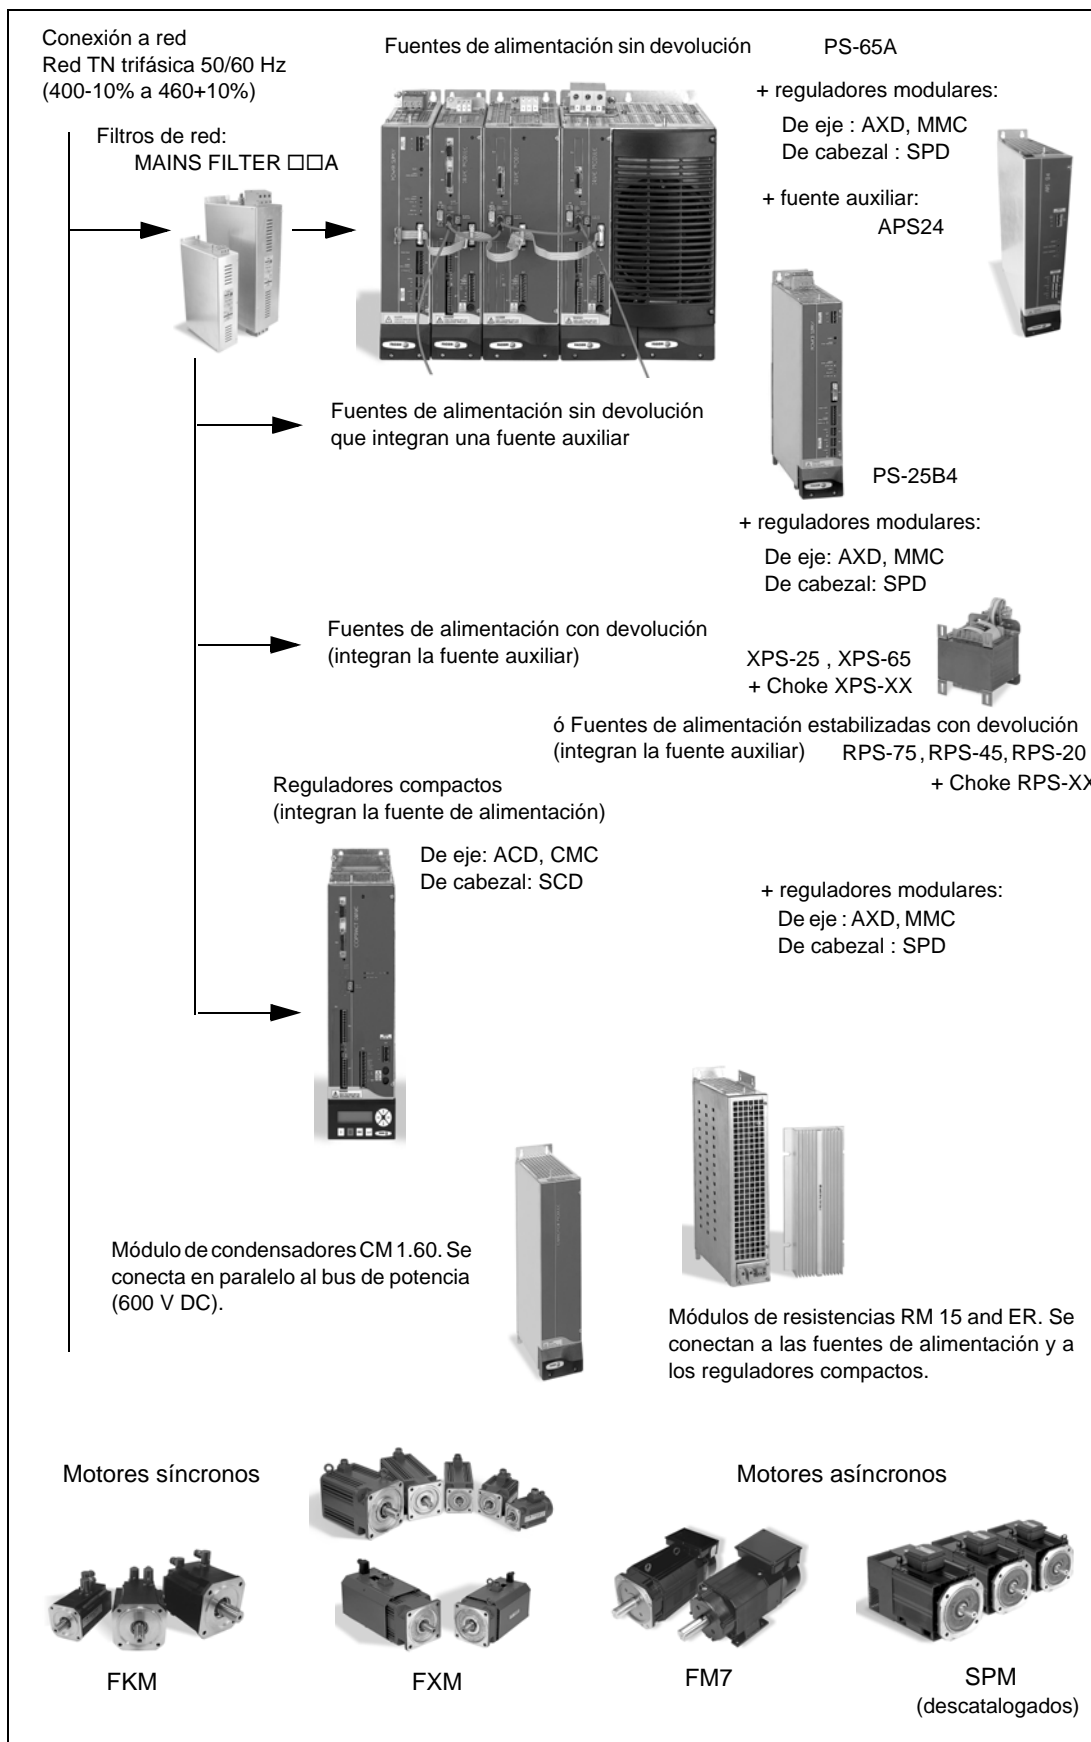 Conexión a red
Red TN trifásica 50/60 Hz
(400-10% a 460+10%)
Filtros de red:
MAINS FILTER □□A
Fuentes de alimentación sin devolución
PS-65A
+ reguladores modulares:
De eje : AXD, MMC
De cabezal : SPD
+ fuente auxiliar:
APS24
Fuentes de alimentación sin devolución
que integran una fuente auxiliar
PS-25B4
+ reguladores modulares:
De eje: AXD, MMC
De cabezal: SPD
Fuentes de alimentación con devolución
(integran la fuente auxiliar)
XPS-25 , XPS-65
+ Choke XPS-XX
ó Fuentes de alimentación estabilizadas con devolución
(integran la fuente auxiliar) RPS-75, RPS-45, RPS-20
+ Choke RPS-XX
Reguladores compactos
(integran la fuente de alimentación)
De eje: ACD, CMC
De cabezal: SCD
+ reguladores modulares:
De eje : AXD, MMC
De cabezal : SPD
Módulo de condensadores CM 1.60. Se
conecta en paralelo al bus de potencia
(600 V DC).
Módulos de resistencias RM 15 and ER. Se
conectan a las fuentes de alimentación y a
los reguladores compactos.
Motores síncronos
Motores asíncronos
FKM
FXM
FM7
SPM
(descatalogados)